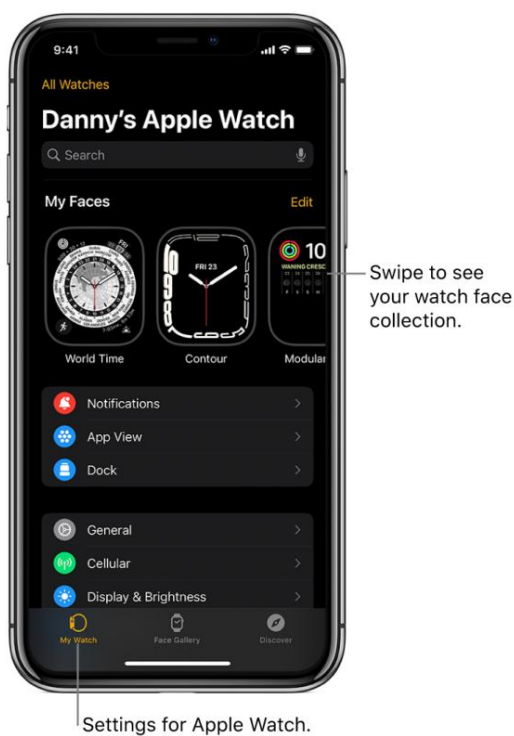 9:41
All Watches
Danny's Apple Watch
Search
My Faces
Edit
FRI
FRI 23
10
WANING CRESC
World Time
Contour
Modular
Swipe to see
your watch face
collection.
Notifications
App View
Dock
General
Cellular
Display & Brightness
My Watch
Face Gallery
Discover
Settings for Apple Watch.